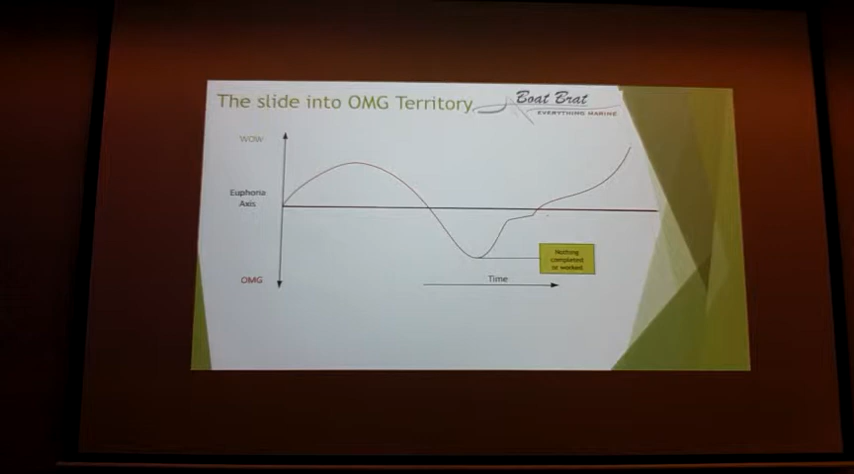 The slide into OMG Territory
Boat Brat
EVERYTHING MARINE
WOW
Euphoria
Axis
Nothing
completed
or worked
OMG
Time